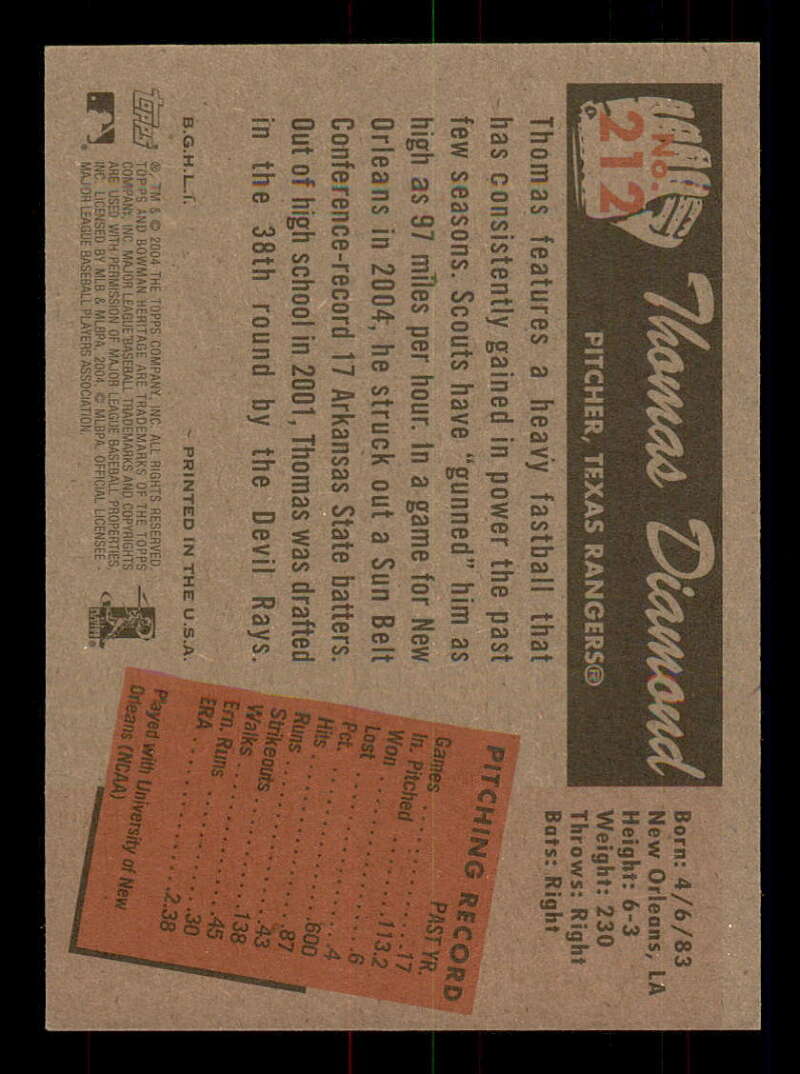 No.
212
Thomas Diamond
PITCHER, TEXAS RANGERS®
Born: 4/6/83
New Orleans, LA
Height: 6-3
Weight: 230
Throws: Right
Bats: Right
Thomas features a heavy fastball that
has consistently gained in power the past
few seasons. Scouts have "gunned" him as
high as 97 miles per hour. In a game for New
Orleans in 2004, he struck out a Sun Belt
Conference-record 17 Arkansas State batters.
Out of high school in 2001, Thomas was drafted
in the 38th round by the Devil Rays.
PITCHING RECORD
PAST YR.
Games ........17
In. Pitched ........113.2
Won ........6
Lost ........4
Pct. ........600
Hits ........87
Runs ........43
Strikeouts ........138
Walks ........45
Ern. Runs ........30
ERA ........2.38
Played with University of New
Orleans (NCAA)
B.G.H.L.T.
~ PRINTED IN THE U.S.A.
TOPPS
® TM & © 2004 THE TOPPS COMPANY, INC. ALL RIGHTS RESERVED.
TOPPS AND BOWMAN HERITAGE ARE TRADEMARKS OF THE TOPPS
COMPANY, INC. MAJOR LEAGUE BASEBALL TRADEMARKS AND COPYRIGHTS
ARE USED WITH PERMISSION OF MAJOR LEAGUE BASEBALL PROPERTIES,
INC. LICENSED BY MLB & MLBPA, 2004. © MLBPA, OFFICIAL LICENSEE -
MAJOR LEAGUE BASEBALL PLAYERS ASSOCIATION.